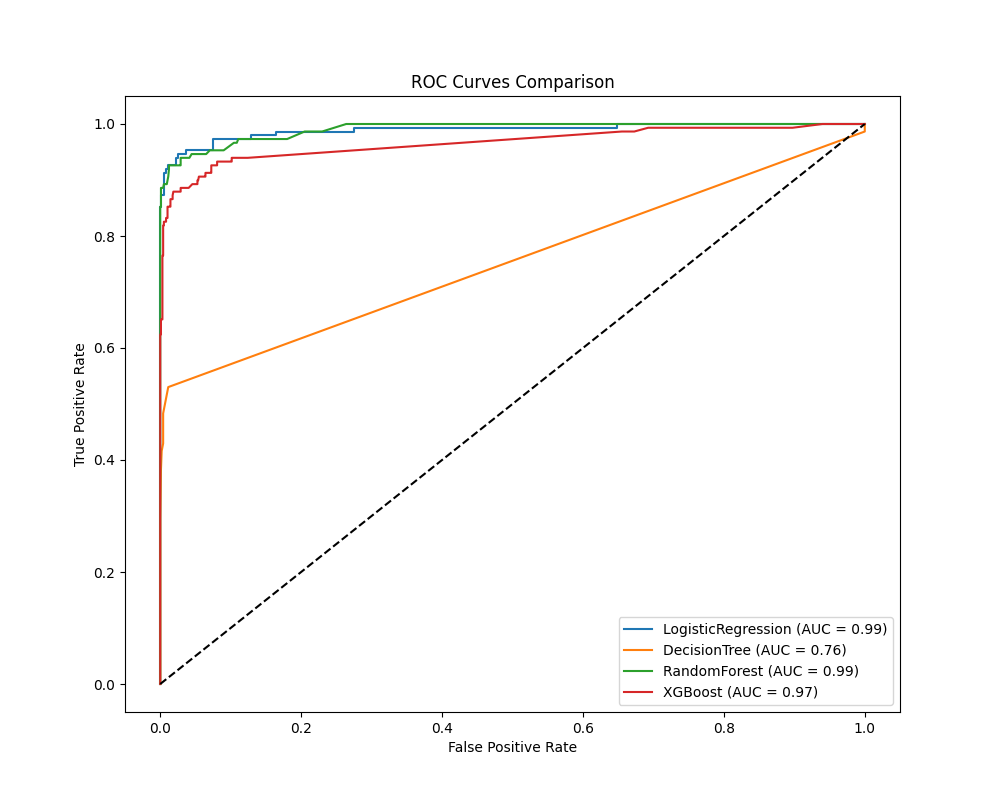 ROC Curves Comparison
True Positive Rate
1.0
0.8
0.6
0.4
0.2
0.0
0.0 0.2 0.4 0.6 0.8 1.0
False Positive Rate
LogisticRegression (AUC = 0.99)
DecisionTree (AUC = 0.76)
RandomForest (AUC = 0.99)
XGBoost (AUC = 0.97)